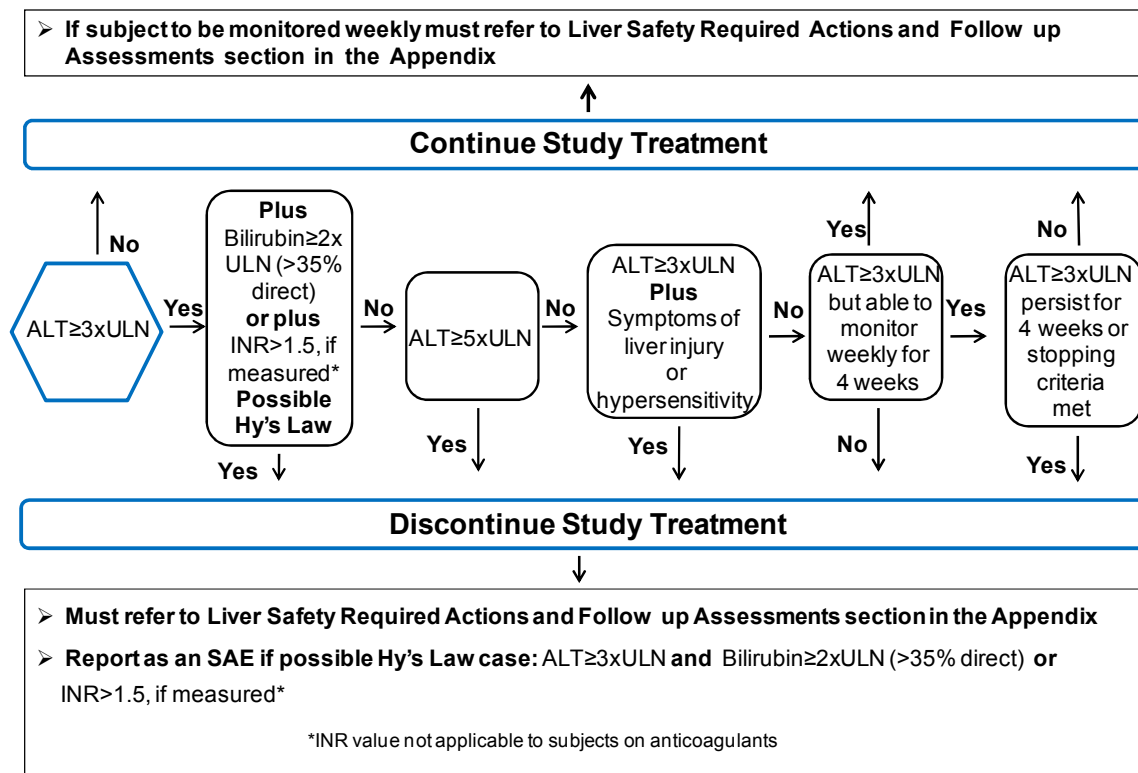 ➢ If subject to be monitored weekly must refer to Liver Safety Required Actions and Follow up
Assessments section in the Appendix
Continue Study Treatment
No
ALT≥3xULN
Yes
Plus
Bilirubin≥2x
ULN (>35%
direct)
or plus
INR>1.5, if
measured*
Possible
Hy's Law
Yes
No
ALT≥5xULN
Yes
No
ALT≥3xULN
Plus
Symptoms of
liver injury
or
hypersensitivity
Yes
No
Yes
ALT≥3xULN
but able to
monitor
weekly for
4 weeks
No
Yes
No
ALT≥3xULN
persist for
4 weeks or
stopping
criteria
met
Yes
Discontinue Study Treatment
➢ Must refer to Liver Safety Required Actions and Follow up Assessments section in the Appendix
➢ Report as an SAE if possible Hy's Law case: ALT≥3xULN and Bilirubin≥2xULN (>35% direct) or
INR>1.5, if measured*
*INR value not applicable to subjects on anticoagulants